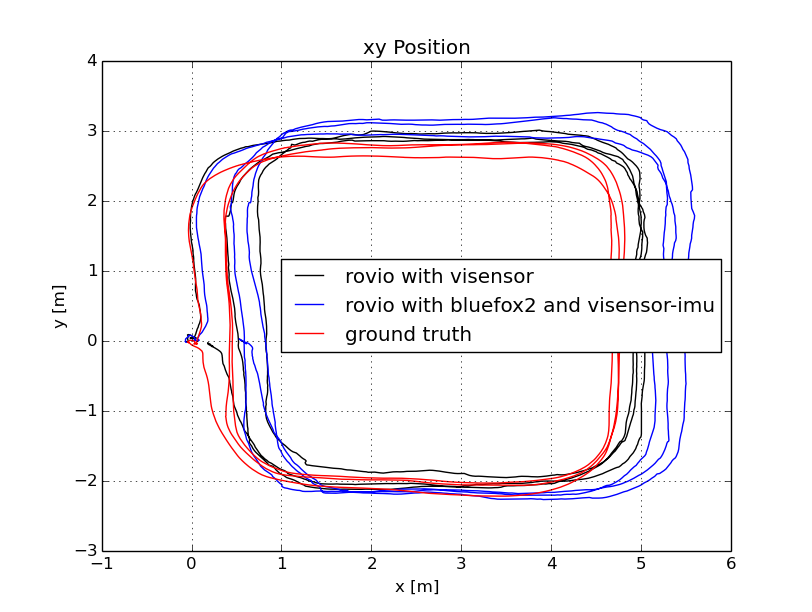 xy Position
4
3
2
1
0
−1
−2
−3
y [m]
rovio with visensor
rovio with bluefox2 and visensor-imu
ground truth
−1
0
1
2
3
4
5
6
x [m]